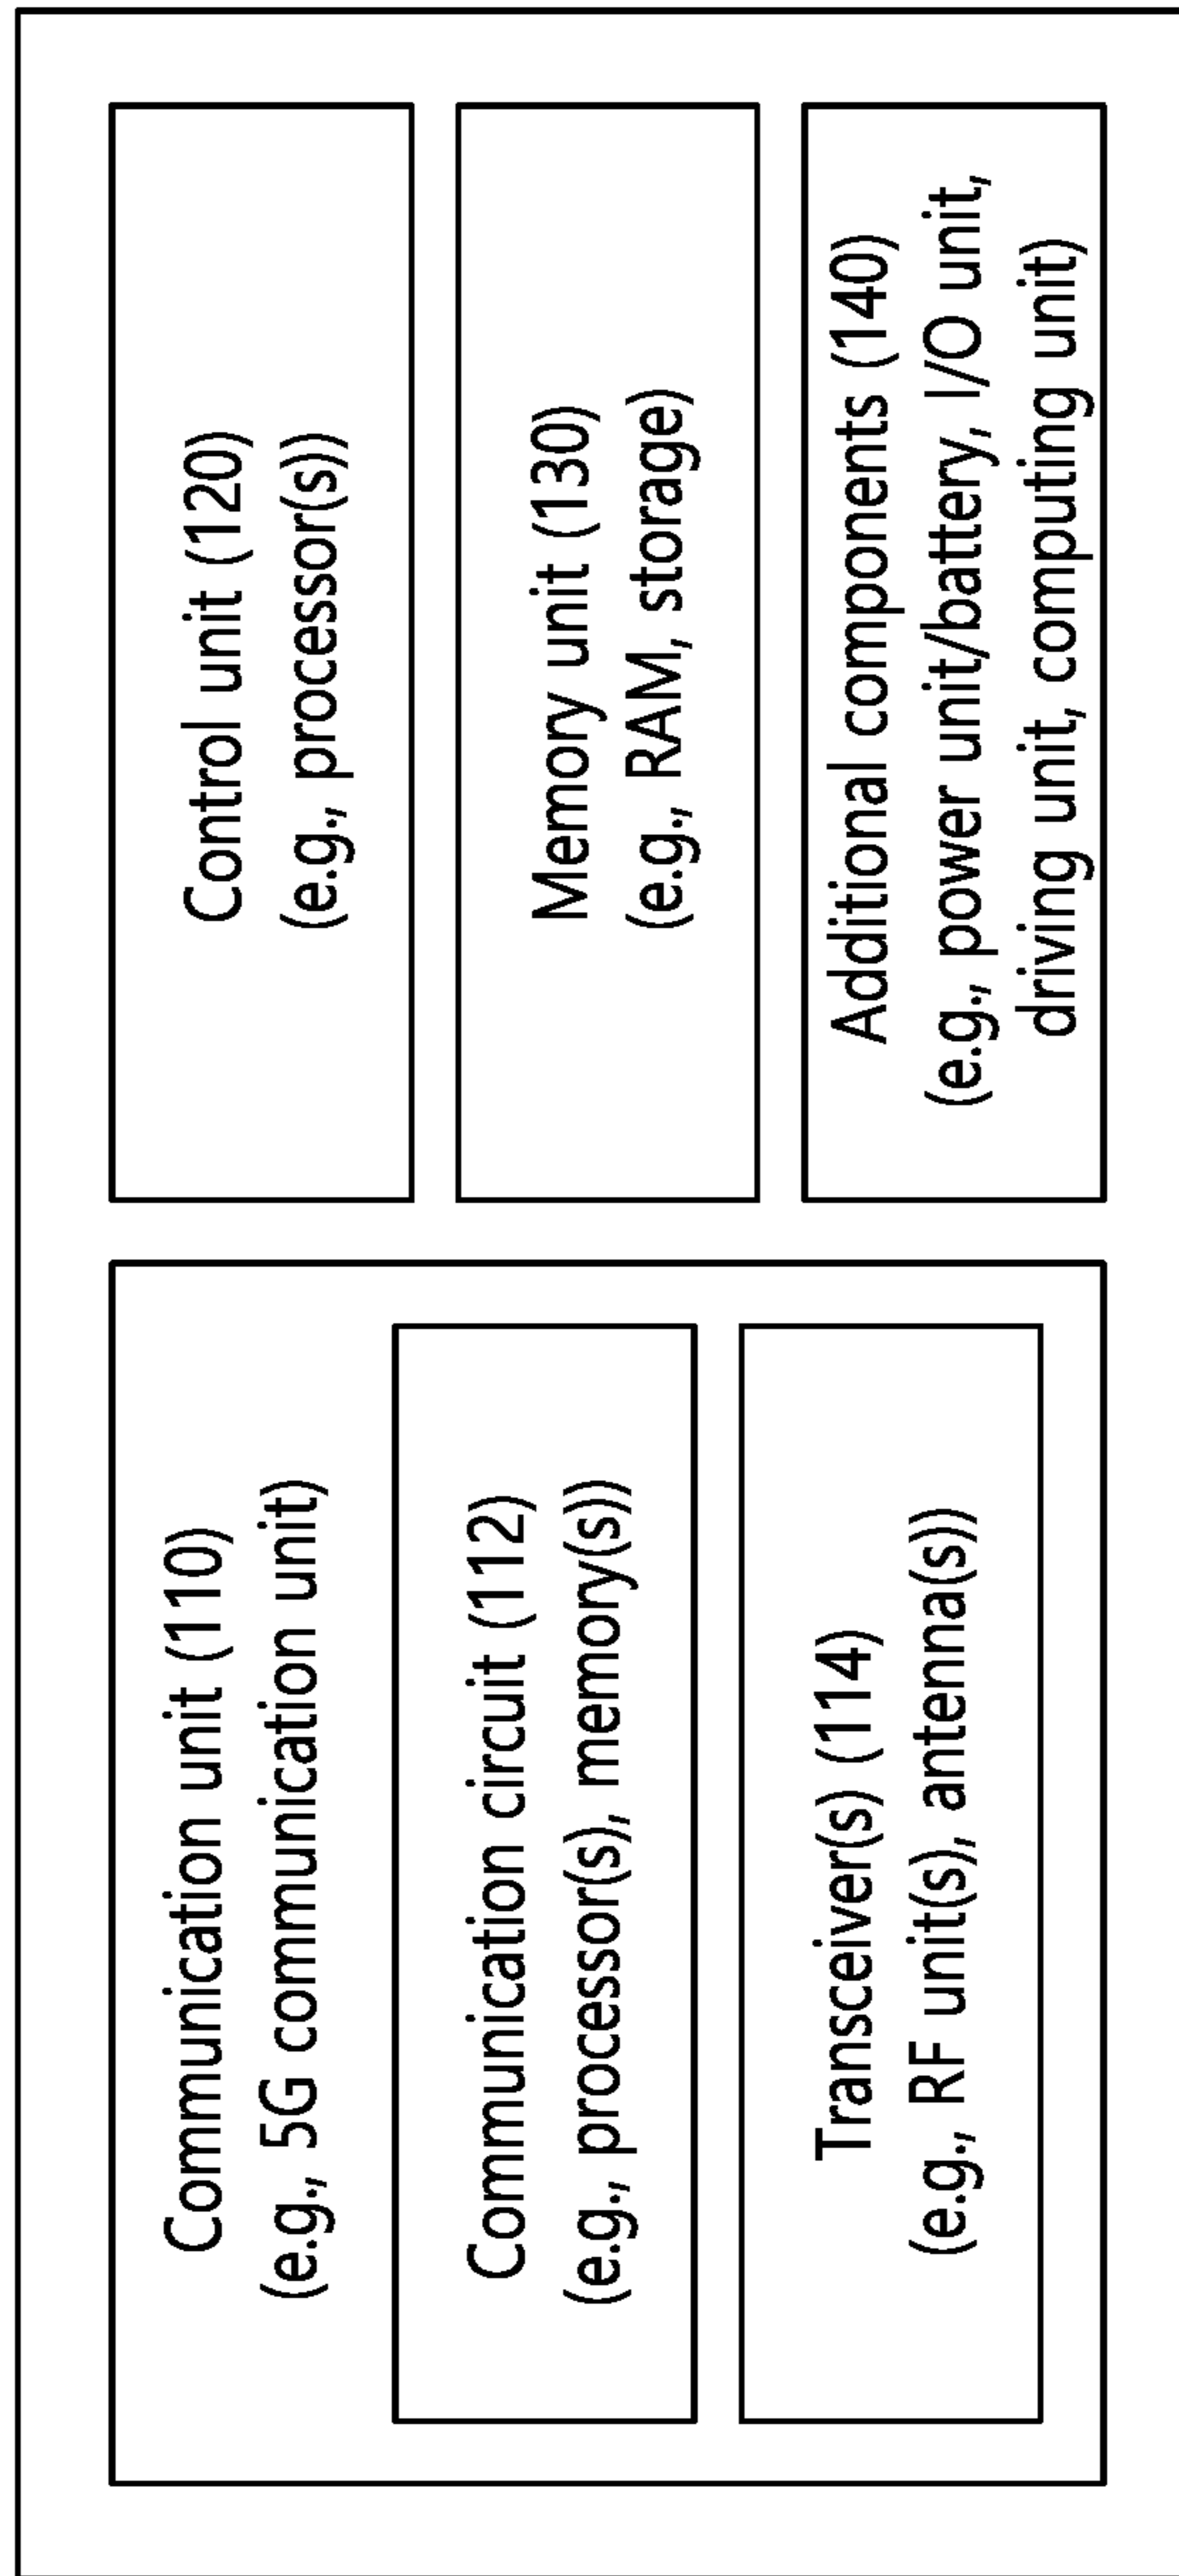 Communication unit (110)
(e.g., 5G communication unit)
Communication circuit (112)
(e.g., processor(s), memory(s))
Transceiver(s) (114)
(e.g., RF unit(s), antenna(s))
Control unit (120)
(e.g., processor(s))
Memory unit (130)
(e.g., RAM, storage)
Additional components (140)
(e.g., power unit/battery, I/O unit,
driving unit, computing unit)